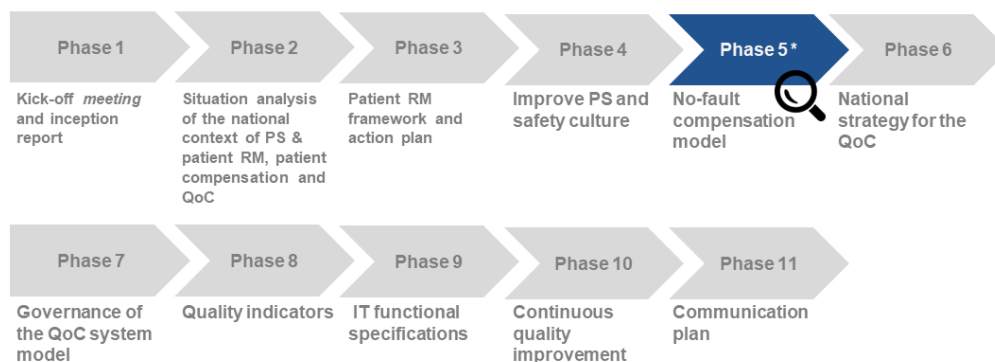 Phase 1
Phase 2
Phase 3
Phase 4
Phase 5*
Phase 6
Kick-off meeting
and inception
report
Situation analysis
of the national
context of PS &
patient RM, patient
compensation and
QoC
Patient RM
framework and
action plan
Improve PS and
safety culture
No-fault
compensation
model
National
strategy for the
QoC
Phase 7
Phase 8
Phase 9
Phase 10
Phase 11
Governance of
the QoC system
model
Quality indicators
IT functional
specifications
Continuous
quality
improvement
Communication
plan